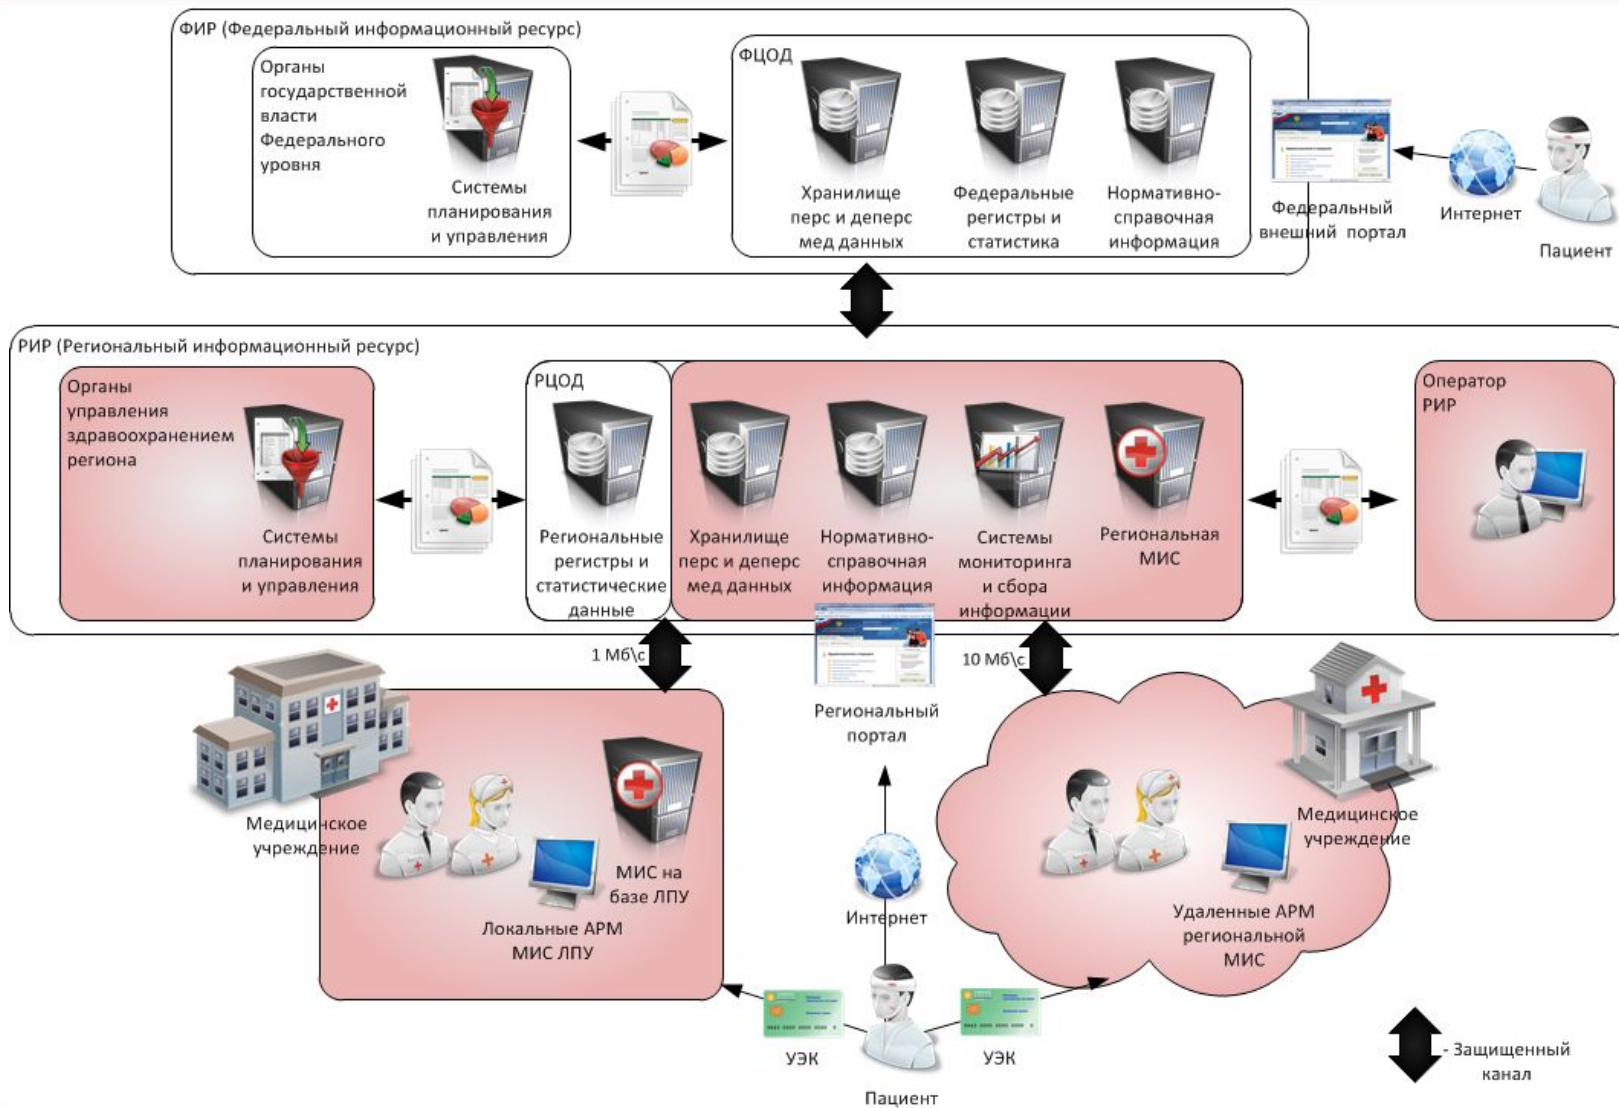 ФИР (Федеральный информационный ресурс)
Органы
государственной
власти
Федерального
уровня
Системы
планирования
и управления
ФЦОД
Хранилище
перс и деперс
мед данных
Федеральные
регистры и
статистика
Нормативно-
справочная
информация
Федеральный
внешний портал
Интернет
Пациент
РИР (Региональный информационный ресурс)
Органы
управления
здравоохранением
региона
Системы
планирования
и управления
РЦОД
Региональные
регистры и
статистические
данные
Хранилище
перс и деперс
мед данных
Нормативно-
справочная
информация
Системы
мониторинга
и сбора
информации
Региональная
МИС
Оператор
РИР
1 Мб\с
10 Мб\с
Региональный
портал
Медицинское
учреждение
МИС на
базе ЛПУ
Локальные АРМ
МИС ЛПУ
Интернет
Медицинское
учреждение
Удаленные АРМ
региональной
МИС
УЭК
УЭК
Пациент
- Защищенный
канал